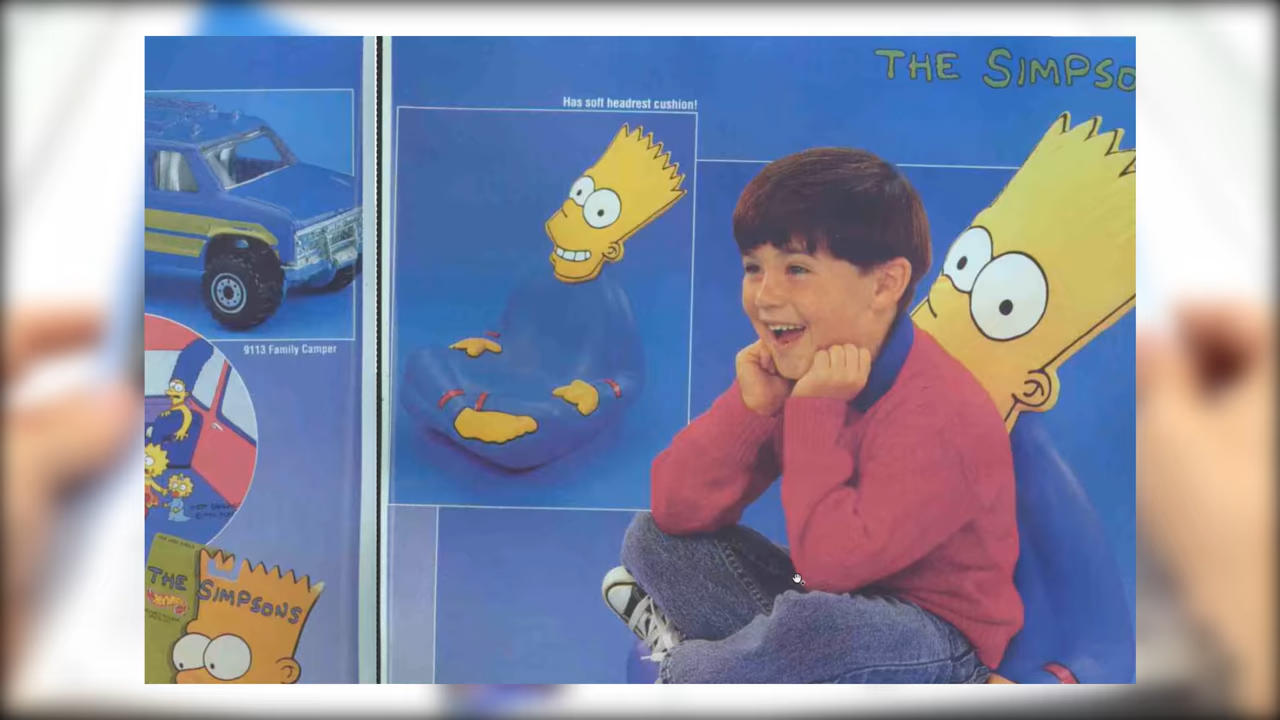 THE SIMPSO
Has soft headrest cushion!
9113 Family Camper
THE
SIMPSONS